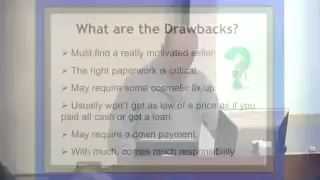 What are the Drawbacks?
Must find a really motivated seller
The right paperwork is critical.
May require some cosmetic fix up.
Usually won't get as low of a price as if you
paid all cash or got a loan.
May require a down payment.
With much, comes much responsibility